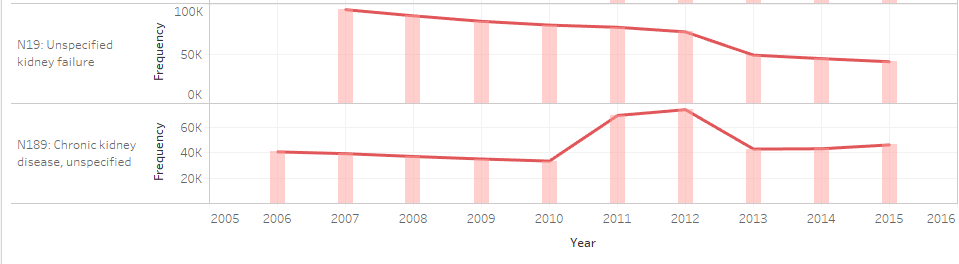 100K
N19: Unspecified
kidney failure
Frequency
50K
0K
N189: Chronic kidney
disease, unspecified
Frequency
60K
40K
20K
2005 2006 2007 2008 2009 2010 2011 2012 2013 2014 2015 2016
Year